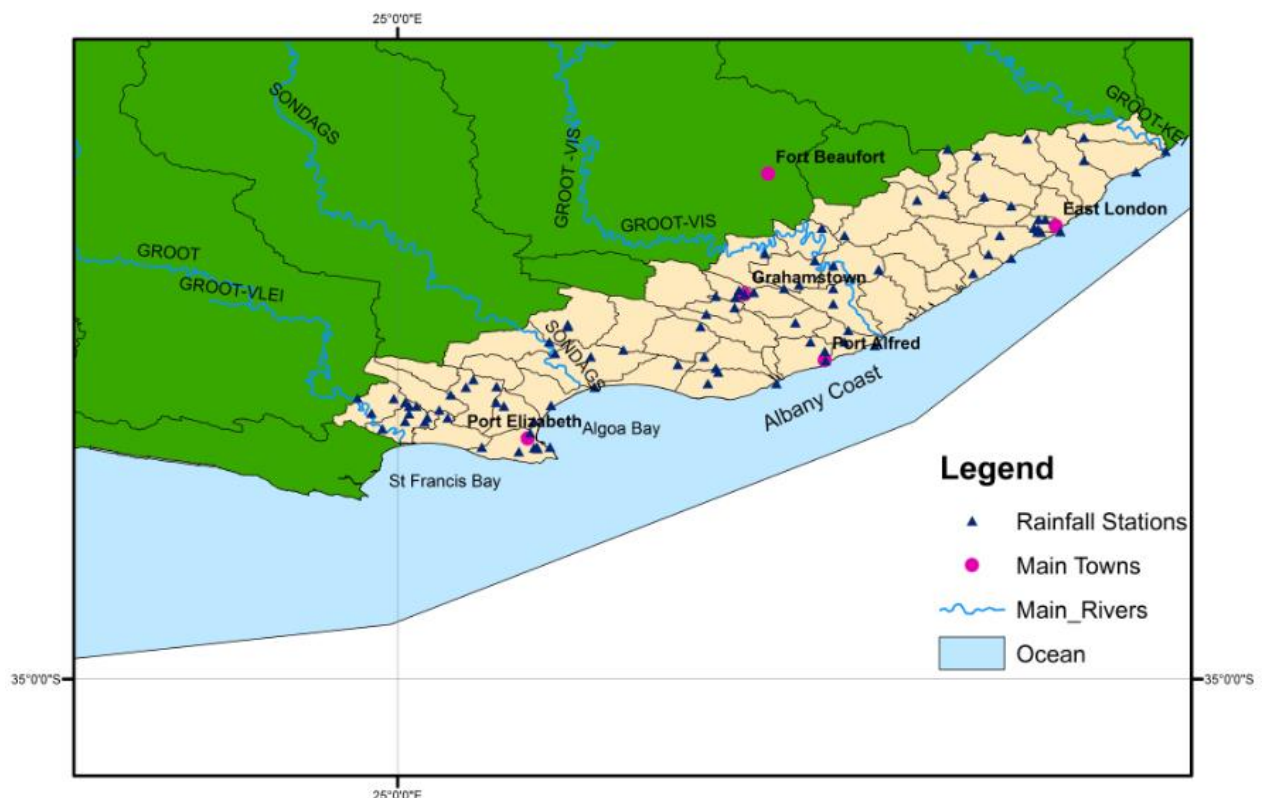 25°0'0"E
SONDAGS
GROOT-KEI
GROOT -VIS
Fort Beaufort
East London
GROOT-VIS
GROOT
Grahamstown
GROOT-VLEI
SONDAGS
Port Alfred
Albany Coast
Port Elizabeth
Algoa Bay
St Francis Bay
Legend
Rainfall Stations
Main Towns
Main_Rivers
Ocean
35°0'0"S
35°0'0"S
25°0'0"E